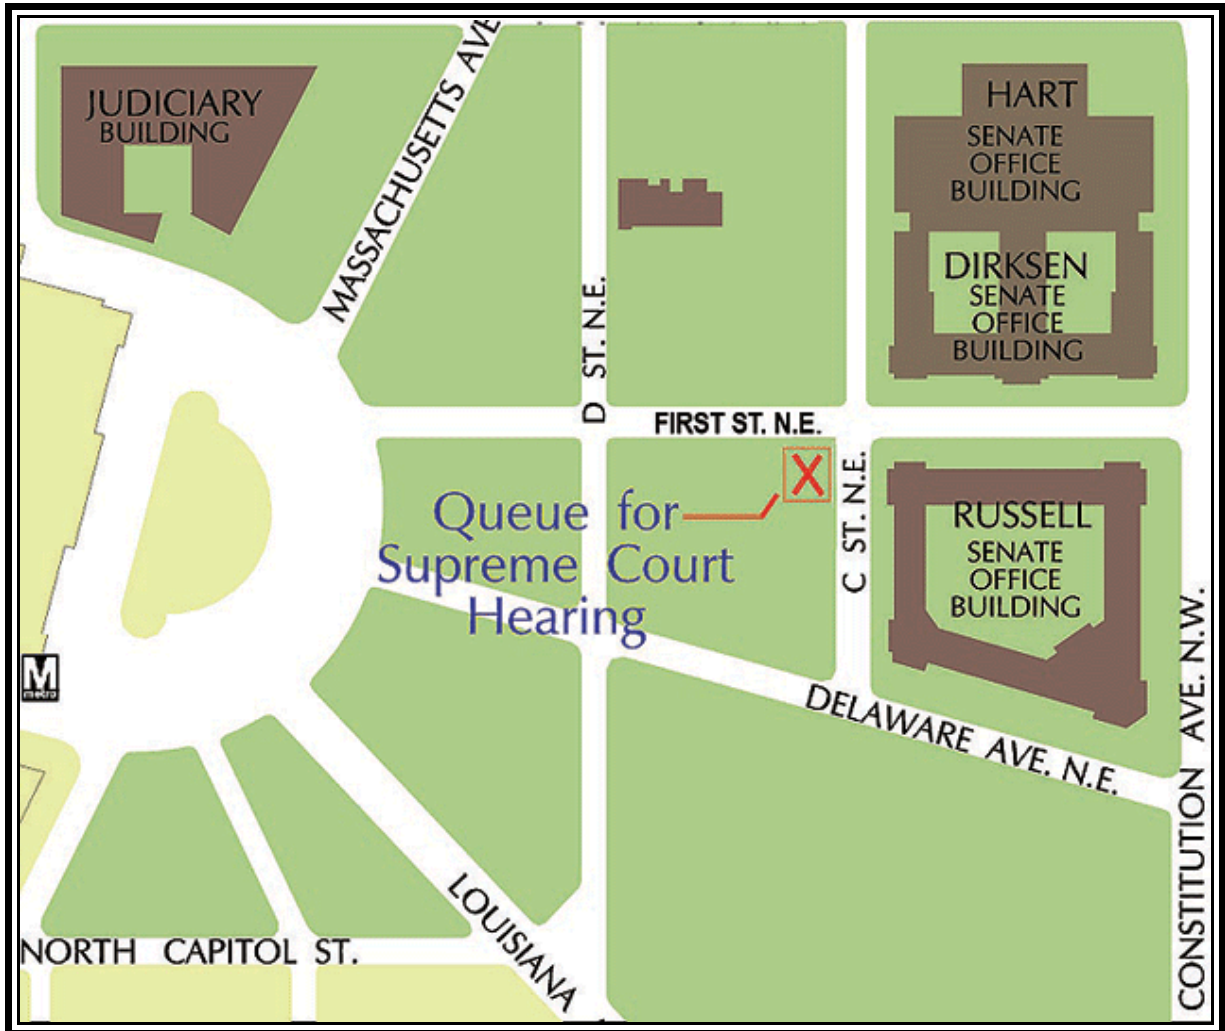 MASSACHUSETTS AVE
JUDICIARY
BUILDING
HART
SENATE
OFFICE
BUILDING
DIRKSEN
SENATE
OFFICE
BUILDING
D ST. N.E.
FIRST ST. N.E.
X
C ST. N.E.
Queue for
Supreme Court
Hearing
RUSSELL
SENATE
OFFICE
BUILDING
M
metro
DELAWARE AVE. N.E.
CONSTITUTION AVE. N.W.
LOUISIANA
NORTH CAPITOL ST.